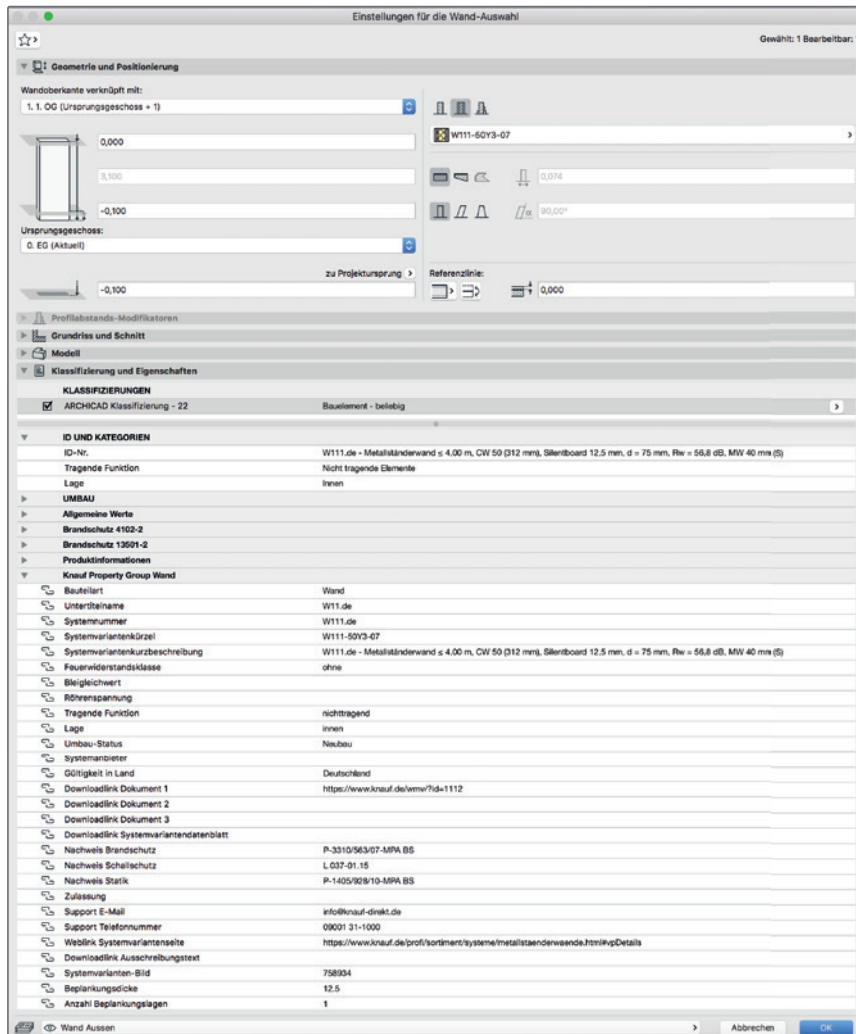 Einstellungen für die Wand-Auswahl
Gewählt: 1 Bearbeitbar:
Geometrie und Positionierung
Wandoberkante verknüpft mit:
1. 1. OG (Ursprungsgeschoss + 1)
W111-50Y3-07
0,000
3,100
0,074
-0,100
90,00°
Ursprungsgeschoss:
0. EG (Aktuell)
zu Projektursprung
Referenzlinie:
-0,100
0,000
Profilabstands-Modifikatoren
Grundriss und Schnitt
Modell
Klassifizierung und Eigenschaften
KLASSIFIZIERUNGEN
ARCHICAD Klassifizierung - 22 Bauelement - beliebig
ID UND KATEGORIEN
ID-Nr. W111.de - Metallständerwand ≤ 4,00 m, CW 50 (312 mm), Silentboard 12,5 mm, d = 75 mm, Rw = 56,8 dB, MW 40 mm (S)
Tragende Funktion Nicht tragende Elemente
Lage Innen
UMBAU
Allgemeine Werte
Brandschutz 4102-2
Brandschutz 13501-2
Produktinformationen
Knauf Property Group Wand
Bauteilart Wand
Untertitelname W11.de
Systemnummer W111.de
Systemvariantenkürzel W111-50Y3-07
Systemvariantenkurzbeschreibung W111.de - Metallständerwand ≤ 4,00 m, CW 50 (312 mm), Silentboard 12,5 mm, d = 75 mm, Rw = 56,8 dB, MW 40 mm (S)
Feuerwiderstandsklasse ohne
Bleigleichwert
Röhrenspannung
Tragende Funktion nichttragend
Lage innen
Umbau-Status Neubau
Systemanbieter
Gültigkeit in Land Deutschland
Downloadlink Dokument 1 https://www.knauf.de/wmv/?id=1112
Downloadlink Dokument 2
Downloadlink Dokument 3
Downloadlink Systemvariantendatenblatt
Nachweis Brandschutz P-3310/563/07-MPA BS
Nachweis Schallschutz L 037-01.15
Nachweis Statik P-1405/928/10-MPA BS
Zulassung
Support E-Mail info@knauf-direkt.de
Support Telefonnummer 09001 31-1000
Weblink Systemvariantenseite https://www.knauf.de/profi/sortiment/systeme/metallstaenderwaende.html#vpDetails
Downloadlink Ausschreibungstext
Systemvarianten-Bild 758934
Beplankungsdicke 12.5
Anzahl Beplankungslagen 1
Wand Aussen
Abbrechen
OK